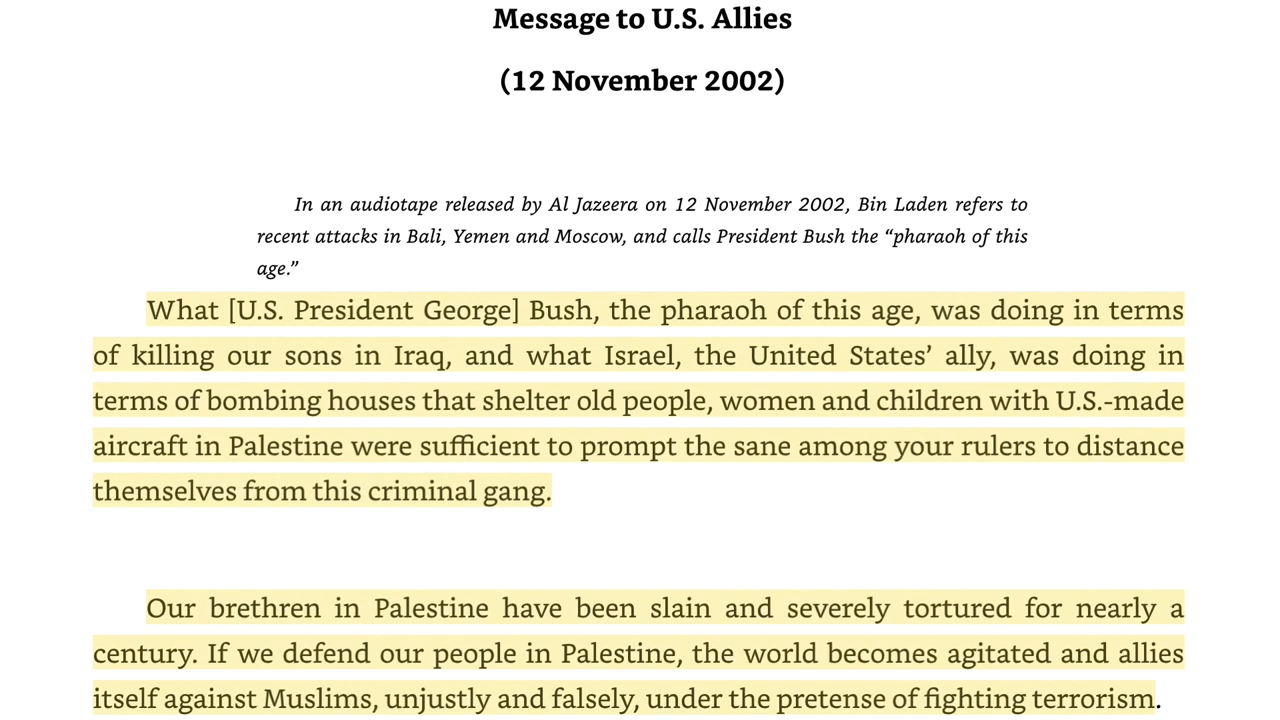 Message to U.S. Allies
(12 November 2002)
In an audiotape released by Al Jazeera on 12 November 2002, Bin Laden refers to
recent attacks in Bali, Yemen and Moscow, and calls President Bush the “pharaoh of this
age.”
What [U.S. President George] Bush, the pharaoh of this age, was doing in terms
of killing our sons in Iraq, and what Israel, the United States’ ally, was doing in
terms of bombing houses that shelter old people, women and children with U.S.-made
aircraft in Palestine were sufficient to prompt the sane among your rulers to distance
themselves from this criminal gang.
Our brethren in Palestine have been slain and severely tortured for nearly a
century. If we defend our people in Palestine, the world becomes agitated and allies
itself against Muslims, unjustly and falsely, under the pretense of fighting terrorism.